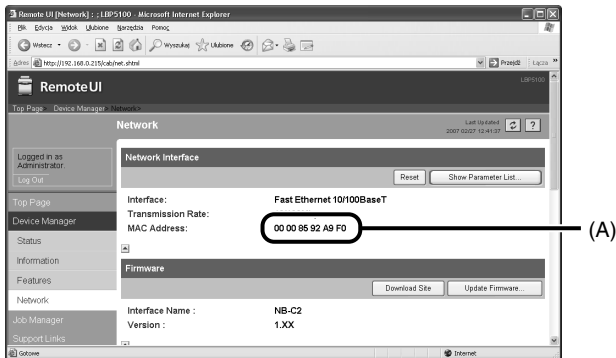 Remote UI [Network] : ; LBP5100 - Microsoft Internet Explorer
Plik Edycja Widok Ulubione Narzędzia Pomoc
Wstecz Wyszukaj Ulubione
Adres http://192.168.0.215/cab/net.shtml Przejdź Łącza »
RemoteUI
LBP5100
Top Page> Device Manager> Network>
Network
Last Updated
2007 02/27 12:41:37
?
Logged in as
Administrator.
Log Out
Network Interface
Reset Show Parameter List...
Top Page
Device Manager
Status
Information
Features
Network
Job Manager
Support Links
Interface: Fast Ethernet 10/100BaseT
Transmission Rate:
MAC Address: 00 00 85 92 A9 F0
(A)
Firmware
Download Site Update Firmware...
Interface Name : NB-C2
Version : 1.XX
Gotowe Internet